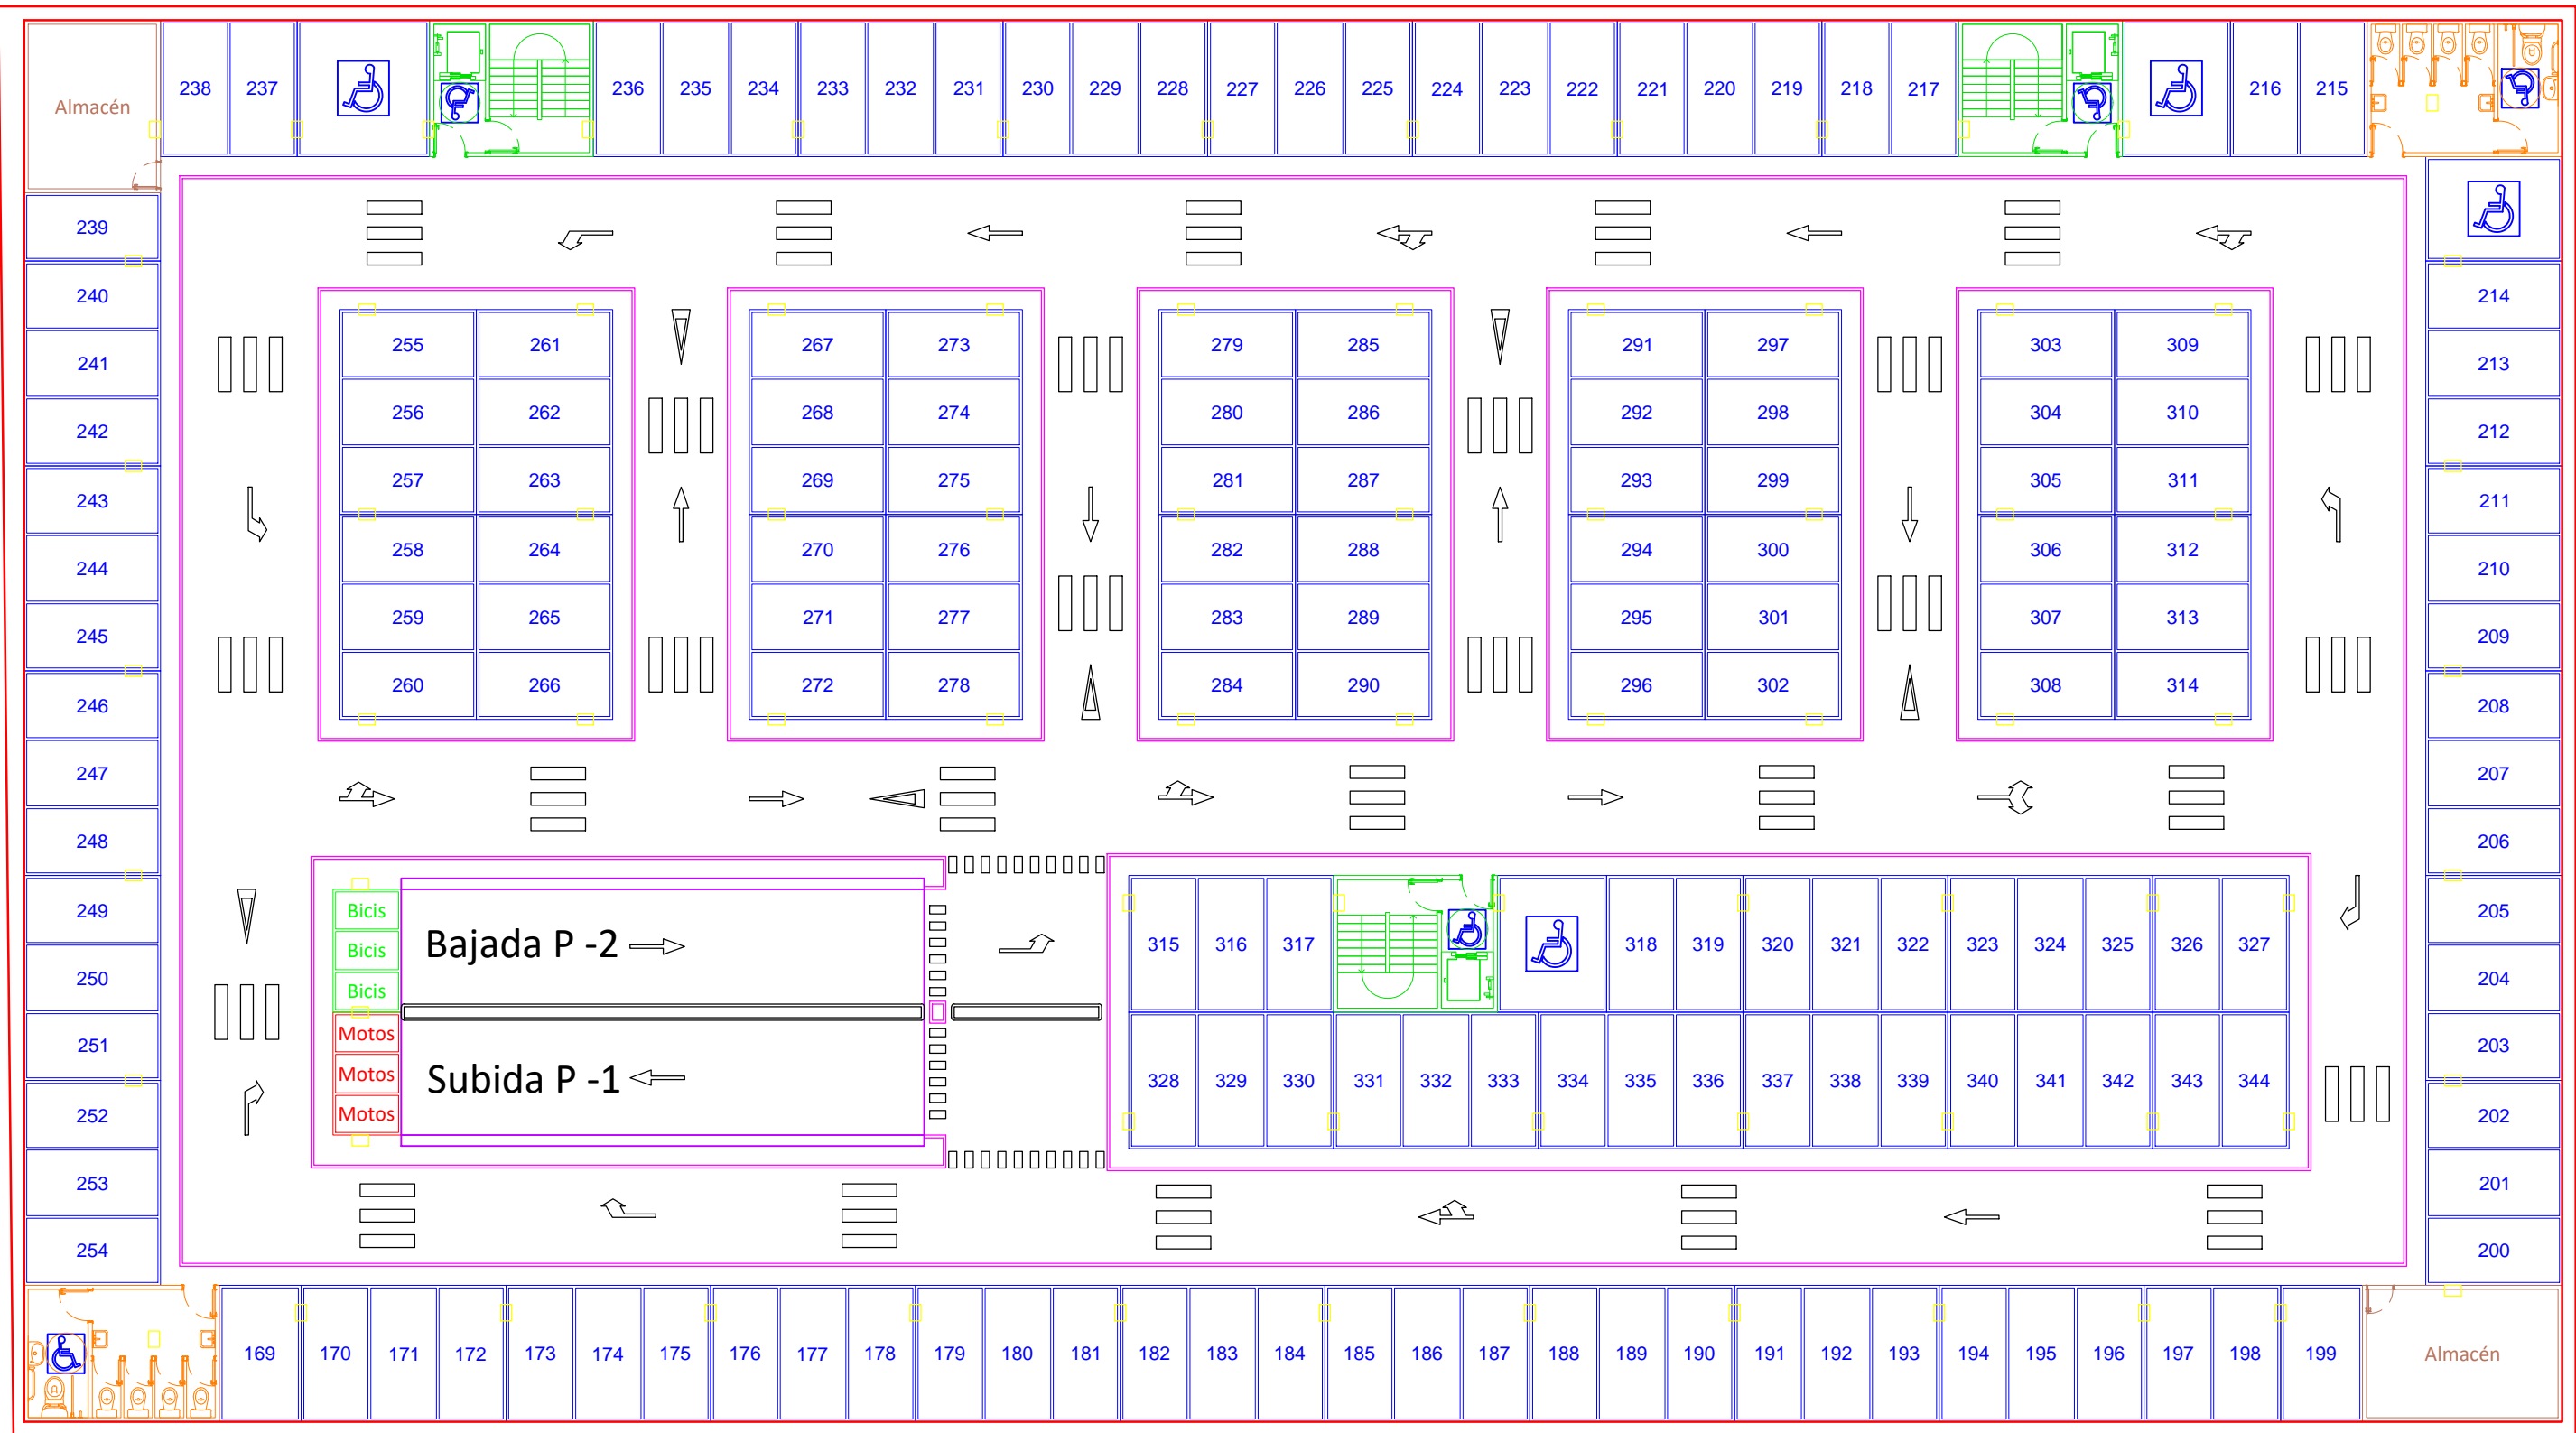 Almacén
238 237 236 235 234 233 232 231 230 229 228 227 226 225 224 223 222 221 220 219 218 217 216 215
239
240 214
255 261 267 273 279 285 291 297 303 309
241 213
256 262 268 274 280 286 292 298 304 310
242 212
257 263 269 275 281 287 293 299 305 311
243 211
258 264 270 276 282 288 294 300 306 312
244 210
259 265 271 277 283 289 295 301 307 313
245 209
260 266 272 278 284 290 296 302 308 314
246 208
247 207
248 206
249 Bicis 205
Bajada P -2
315 316 317 318 319 320 321 322 323 324 325 326 327
Bicis
250 204
Bicis
251 Motos 203
Motos
Subida P -1
328 329 330 331 332 333 334 335 336 337 338 339 340 341 342 343 344
252 Motos 202
253 201
254 200
169 170 171 172 173 174 175 176 177 178 179 180 181 182 183 184 185 186 187 188 189 190 191 192 193 194 195 196 197 198 199
Almacén